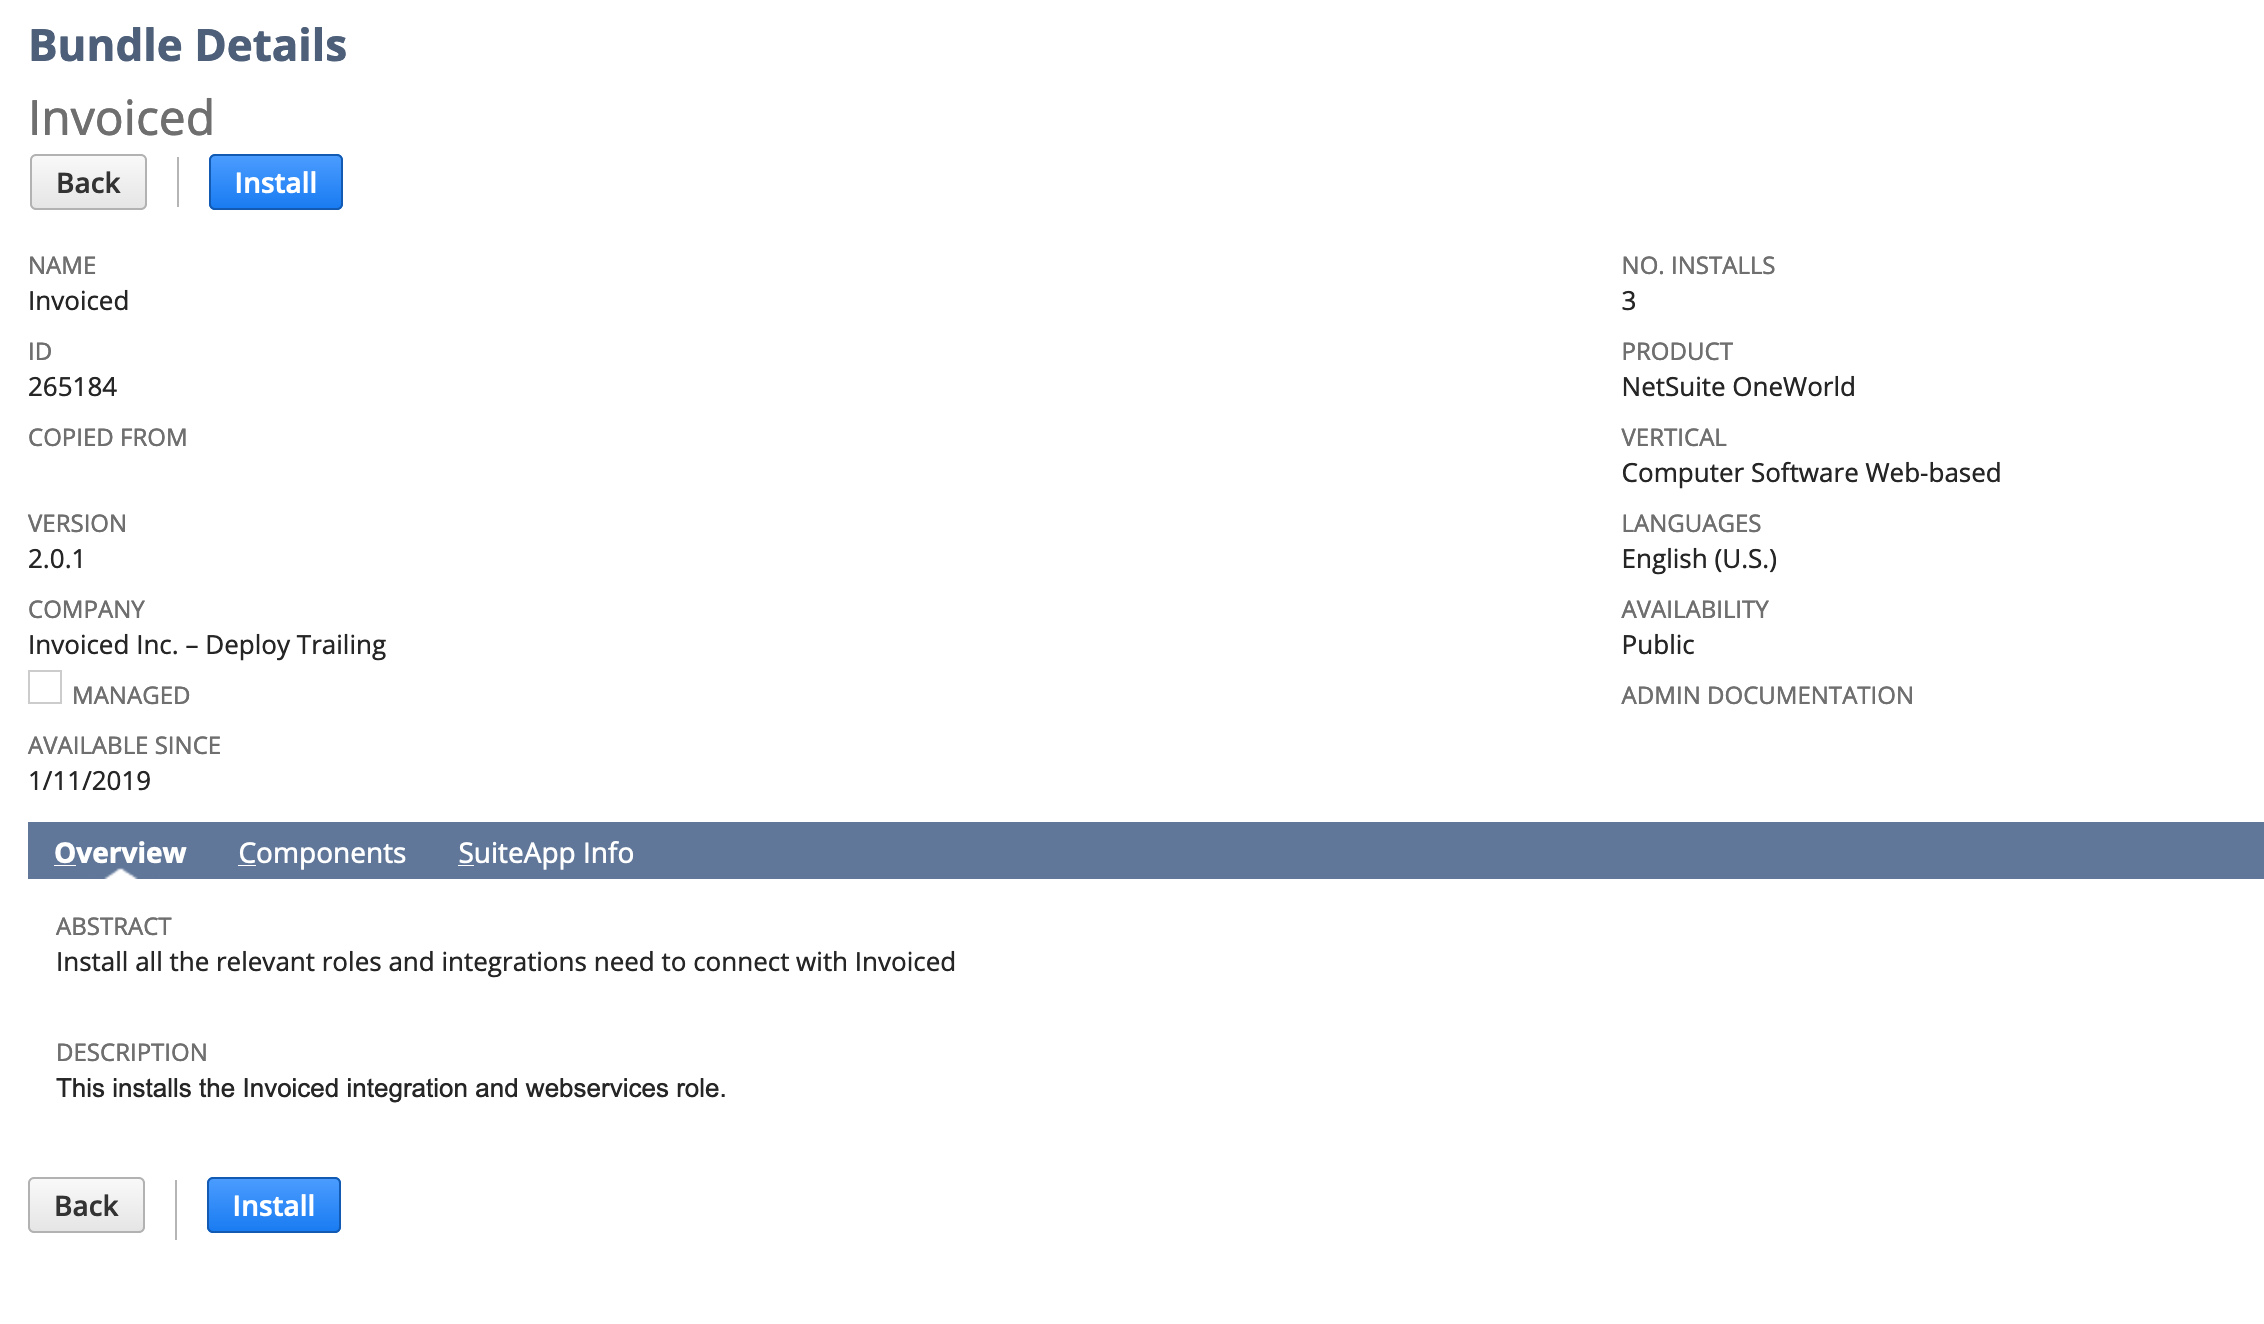 Bundle Details
Invoiced
Back
Install
NAME
Invoiced
ID
265184
COPIED FROM
VERSION
2.0.1
COMPANY
Invoiced Inc. – Deploy Trailing
MANAGED
AVAILABLE SINCE
1/11/2019
NO. INSTALLS
3
PRODUCT
NetSuite OneWorld
VERTICAL
Computer Software Web-based
LANGUAGES
English (U.S.)
AVAILABILITY
Public
ADMIN DOCUMENTATION
Overview Components SuiteApp Info
ABSTRACT
Install all the relevant roles and integrations need to connect with Invoiced
DESCRIPTION
This installs the Invoiced integration and webservices role.
Back
Install